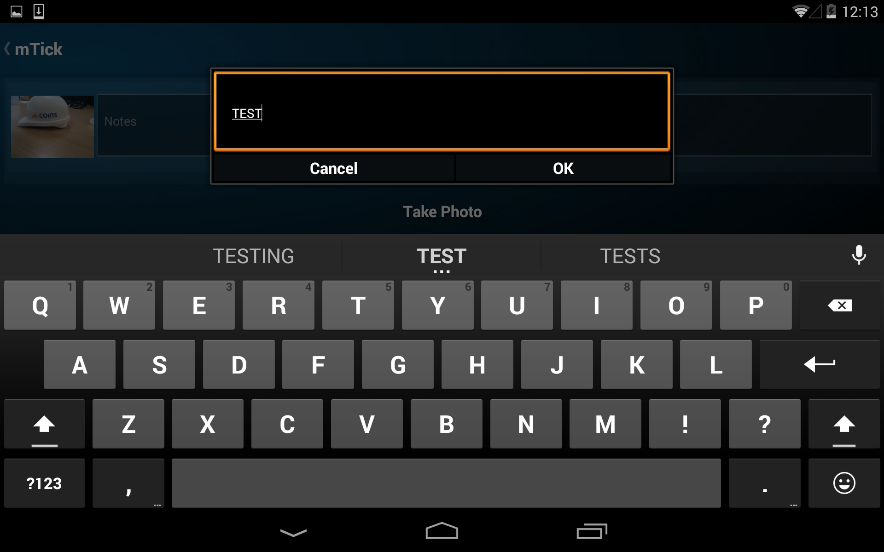 12:13
mTick
Notes
TEST
Cancel OK
Take Photo
TESTING TEST TESTS
Q 1 W 2 E 3 R 4 T 5 Y 6 U 7 I 8 O 9 P 0
A S D F G H J K L
Z X C V B N M ! ?
?123 , ... . ...